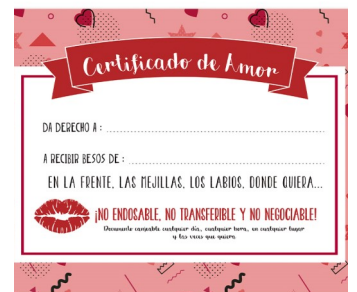 Certificado de Amor
DA DERECHO A :
A RECIBIR BESOS DE :
EN LA FRENTE, LAS MEJILLAS, LOS LABIOS, DONDE QUIERA...
¡NO ENDOSABLE, NO TRANSFERIBLE Y NO NEGOCIABLE!
Documento canjeable cualquier día, cualquier hora, en cualquier lugar
y las veces que quiera